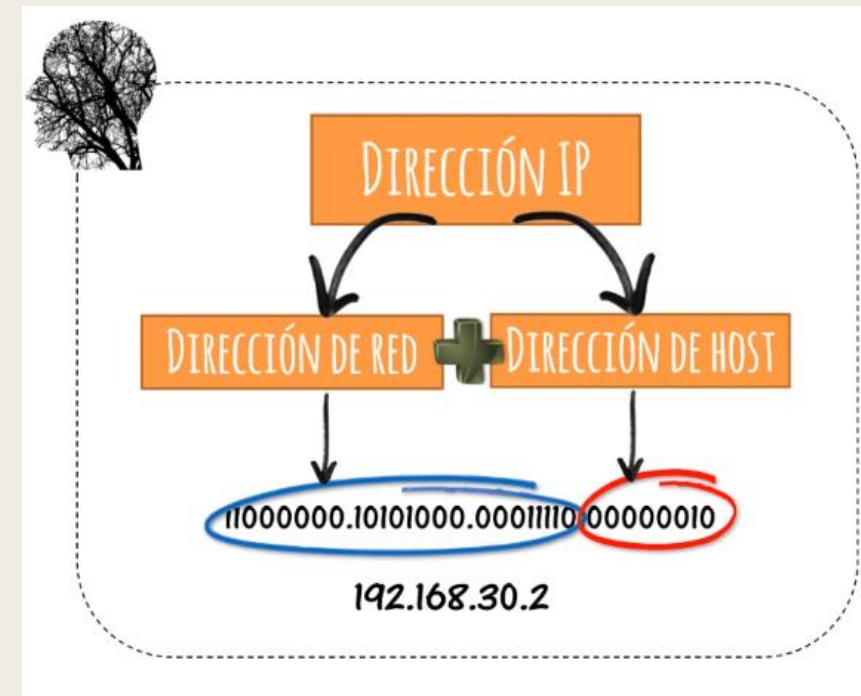 DIRECCIÓN IP
DIRECCIÓN DE RED
DIRECCIÓN DE HOST
11000000.10101000.00011110.00000010
192.168.30.2